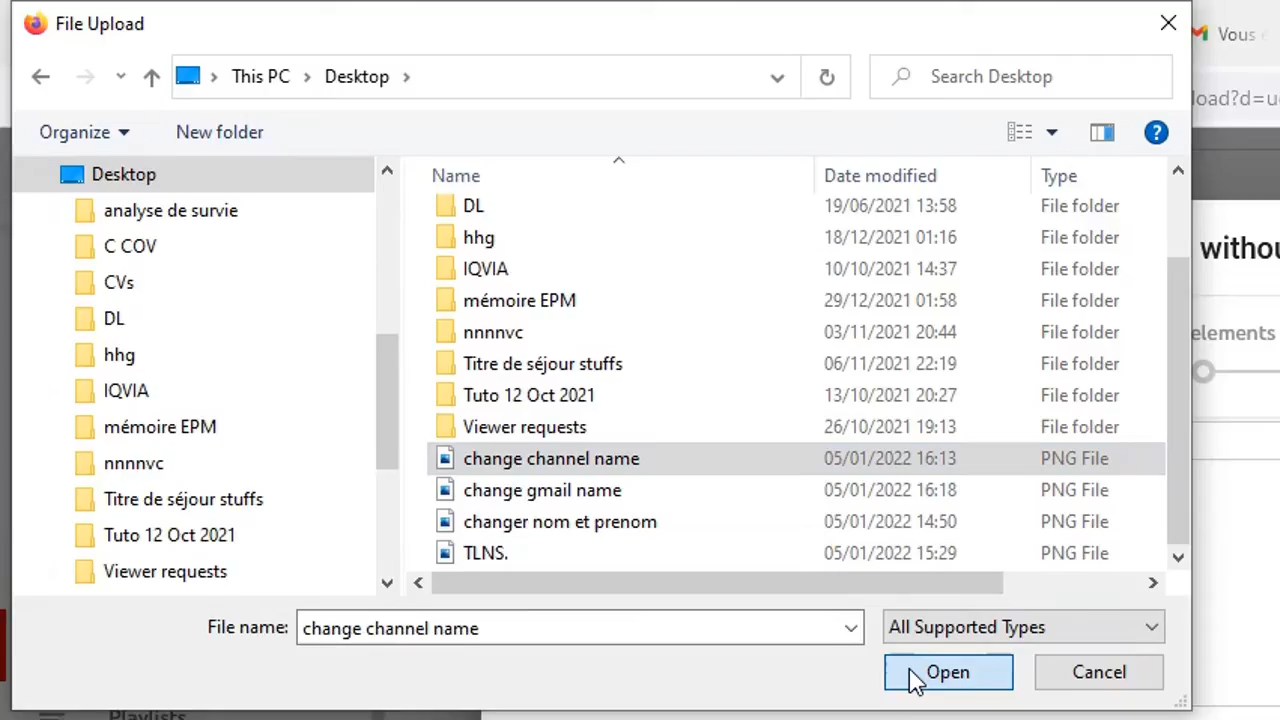 File Upload
Vous
This PC > Desktop >
Search Desktop
load?d=u
Organize
New folder
Desktop
analyse de survie
C COV
CVs
DL
hhg
IQVIA
mémoire EPM
nnnnvc
Titre de séjour stuffs
Tuto 12 Oct 2021
Viewer requests
Name Date modified Type
DL 19/06/2021 13:58 File folder
hhg 18/12/2021 01:16 File folder
IQVIA 10/10/2021 14:37 File folder
mémoire EPM 29/12/2021 01:58 File folder
nnnnvc 03/11/2021 20:44 File folder
Titre de séjour stuffs 06/11/2021 22:19 File folder
Tuto 12 Oct 2021 13/10/2021 20:27 File folder
Viewer requests 26/10/2021 19:13 File folder
change channel name 05/01/2022 16:13 PNG File
change gmail name 05/01/2022 16:18 PNG File
changer nom et prenom 05/01/2022 14:50 PNG File
TLNS. 05/01/2022 15:29 PNG File
withou
elements
File name: change channel name
All Supported Types
Open
Cancel
Playlists